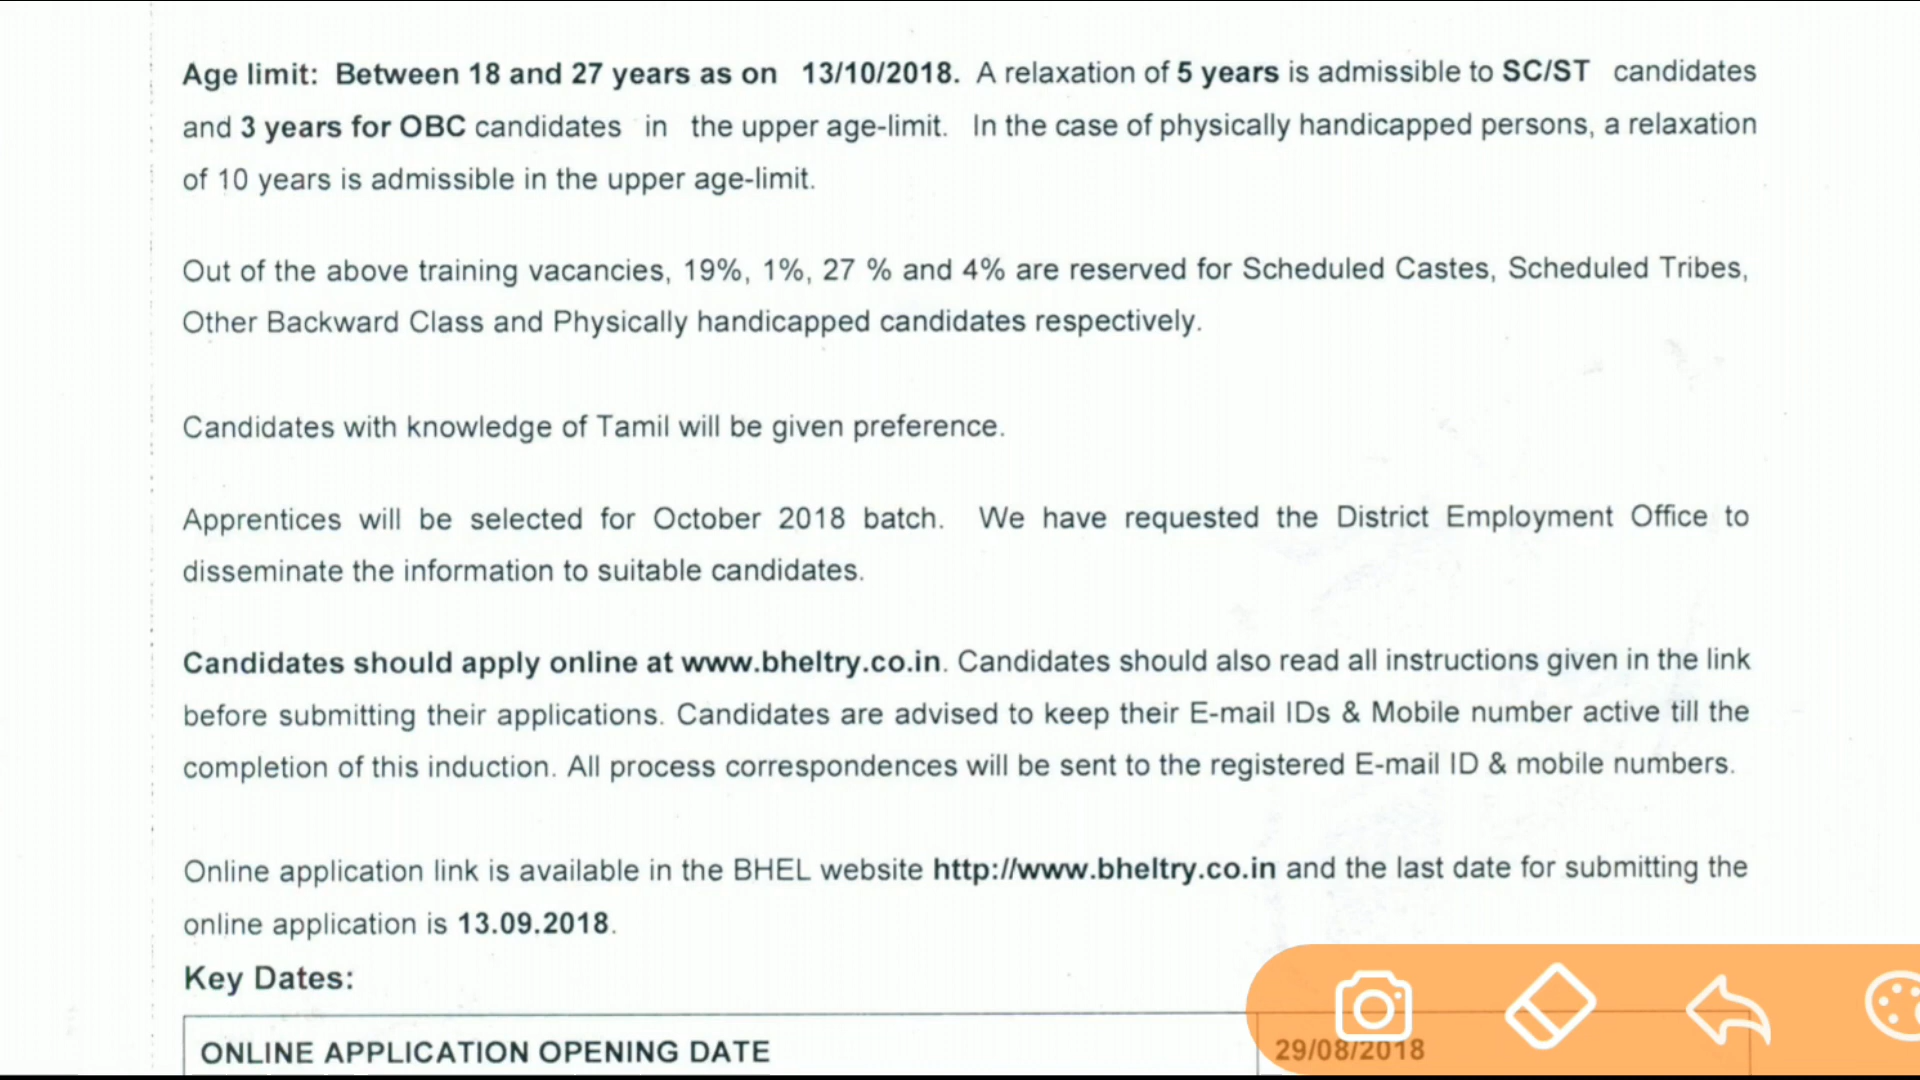 Age limit: Between 18 and 27 years as on 13/10/2018. A relaxation of 5 years is admissible to SC/ST candidates
and 3 years for OBC candidates in the upper age-limit. In the case of physically handicapped persons, a relaxation
of 10 years is admissible in the upper age-limit.
Out of the above training vacancies, 19%, 1%, 27 % and 4% are reserved for Scheduled Castes, Scheduled Tribes,
Other Backward Class and Physically handicapped candidates respectively.
Candidates with knowledge of Tamil will be given preference.
Apprentices will be selected for October 2018 batch. We have requested the District Employment Office to
disseminate the information to suitable candidates.
Candidates should apply online at www.bheltry.co.in. Candidates should also read all instructions given in the link
before submitting their applications. Candidates are advised to keep their E-mail IDs & Mobile number active till the
completion of this induction. All process correspondences will be sent to the registered E-mail ID & mobile numbers.
Online application link is available in the BHEL website http://www.bheltry.co.in and the last date for submitting the
online application is 13.09.2018.
Key Dates:
ONLINE APPLICATION OPENING DATE 29/08/2018